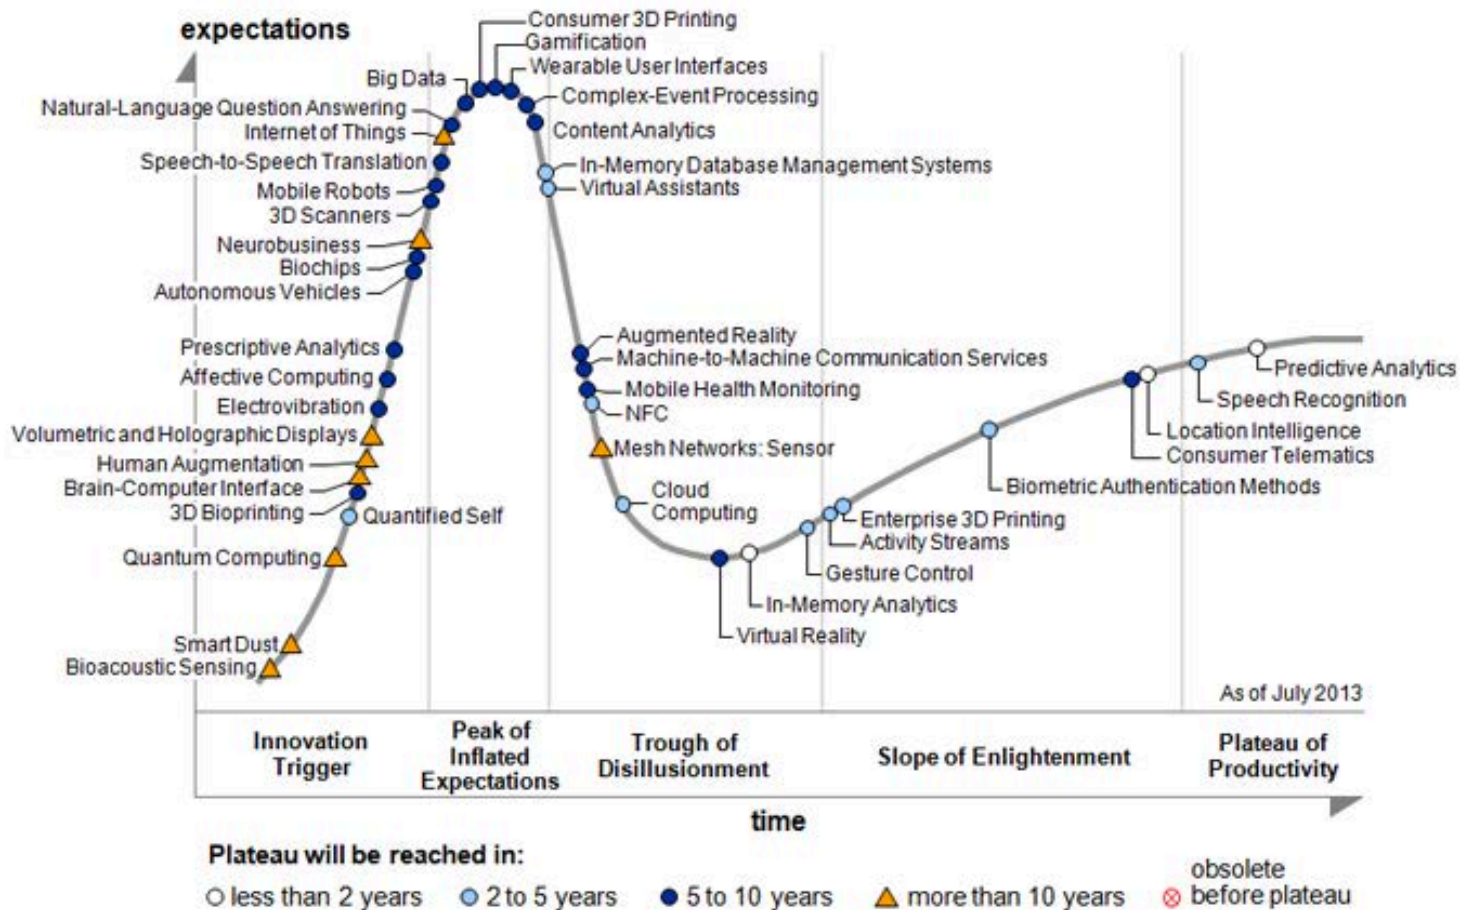 expectations
Consumer 3D Printing
Gamification
Wearable User Interfaces
Big Data
Complex-Event Processing
Natural-Language Question Answering
Internet of Things
Content Analytics
Speech-to-Speech Translation
In-Memory Database Management Systems
Mobile Robots
Virtual Assistants
3D Scanners
Neurobusiness
Biochips
Autonomous Vehicles
Augmented Reality
Prescriptive Analytics
Machine-to-Machine Communication Services
Predictive Analytics
Affective Computing
Mobile Health Monitoring
Speech Recognition
Electrovibration
NFC
Volumetric and Holographic Displays
Location Intelligence
Mesh Networks: Sensor
Consumer Telematics
Human Augmentation
Brain-Computer Interface
Cloud
Computing
Biometric Authentication Methods
3D Bioprinting
Quantified Self
Enterprise 3D Printing
Activity Streams
Quantum Computing
Gesture Control
In-Memory Analytics
Virtual Reality
Smart Dust
Bioacoustic Sensing
As of July 2013
Innovation
Trigger
Peak of
Inflated
Expectations
Trough of
Disillusionment
Slope of Enlightenment
Plateau of
Productivity
time
Plateau will be reached in:
less than 2 years
2 to 5 years
5 to 10 years
more than 10 years
obsolete
before plateau